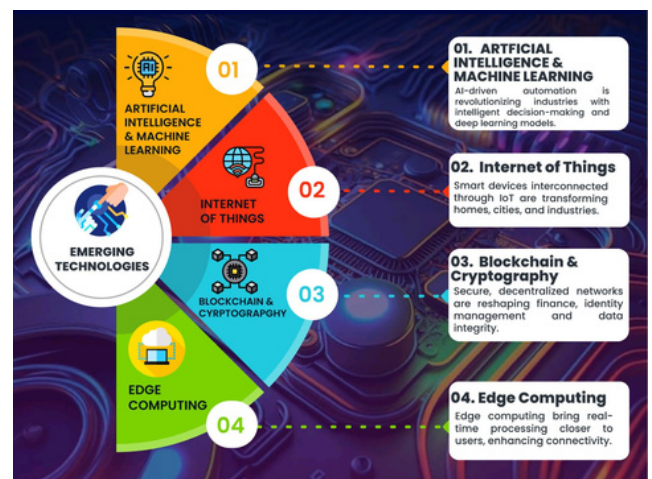 AI
ARTIFICIAL
INTELLIGENCE
& MACHINE
LEARNING
01
INTERNET
OF THINGS
02
EMERGING
TECHNOLOGIES
BLOCKCHAIN &
CYRPTOGRAPGHY
03
EDGE
COMPUTING
04
01. ARTFICIAL
INTELLIGENCE &
MACHINE LEARNING
AI-driven automation is
revolutionizing industries with
intelligent decision-making and
deep learning models.
02. Internet of Things
Smart devices interconnected
through IoT are transforming
homes, cities, and industries.
03. Blockchain &
Cryptography
Secure, decentralized networks
are reshaping finance, identity
management and data
integrity.
04. Edge Computing
Edge computing bring real-
time processing closer to
users, enhancing connectivity.